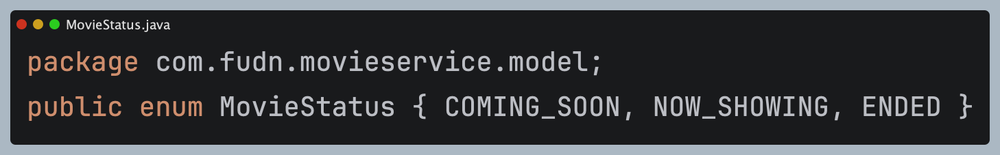 MovieStatus.java
package com.fudn.movieservice.model;
public enum MovieStatus { COMING_SOON, NOW_SHOWING, ENDED }